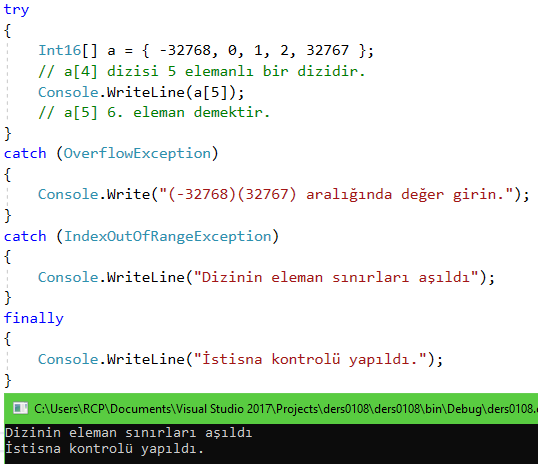 try
{
Int16[] a = { -32768, 0, 1, 2, 32767 };
// a[4] dizisi 5 elemanlı bir dizidir.
Console.WriteLine(a[5]);
// a[5] 6. eleman demektir.
}
catch (OverflowException)
{
Console.Write("(-32768)(32767) aralığında değer girin.");
}
catch (IndexOutOfRangeException)
{
Console.WriteLine("Dizinin eleman sınırları aşıldı");
}
finally
{
Console.WriteLine("İstisna kontrolü yapıldı.");
}
C:\Users\RCP\Documents\Visual Studio 2017\Projects\ders0108\ders0108\bin\Debug\ders0108.
Dizinin eleman sınırları aşıldı
İstisna kontrolü yapıldı.